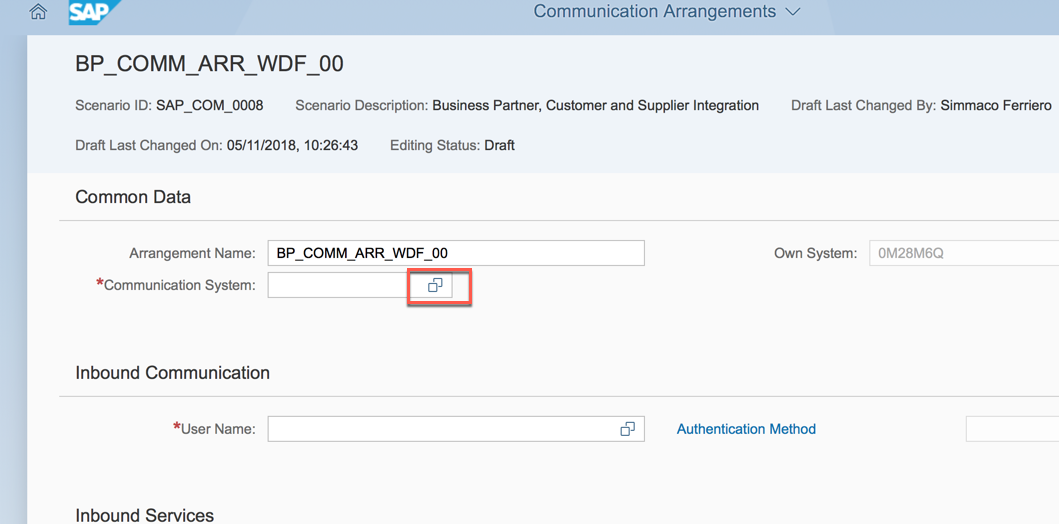 SAP Communication Arrangements
BP_COMM_ARR_WDF_00
Scenario ID: SAP_COM_0008 Scenario Description: Business Partner, Customer and Supplier Integration Draft Last Changed By: Simmaco Ferriero
Draft Last Changed On: 05/11/2018, 10:26:43 Editing Status: Draft
Common Data
Arrangement Name: BP_COMM_ARR_WDF_00 Own System: 0M28M6Q
*Communication System:
Inbound Communication
*User Name: Authentication Method
Inbound Services